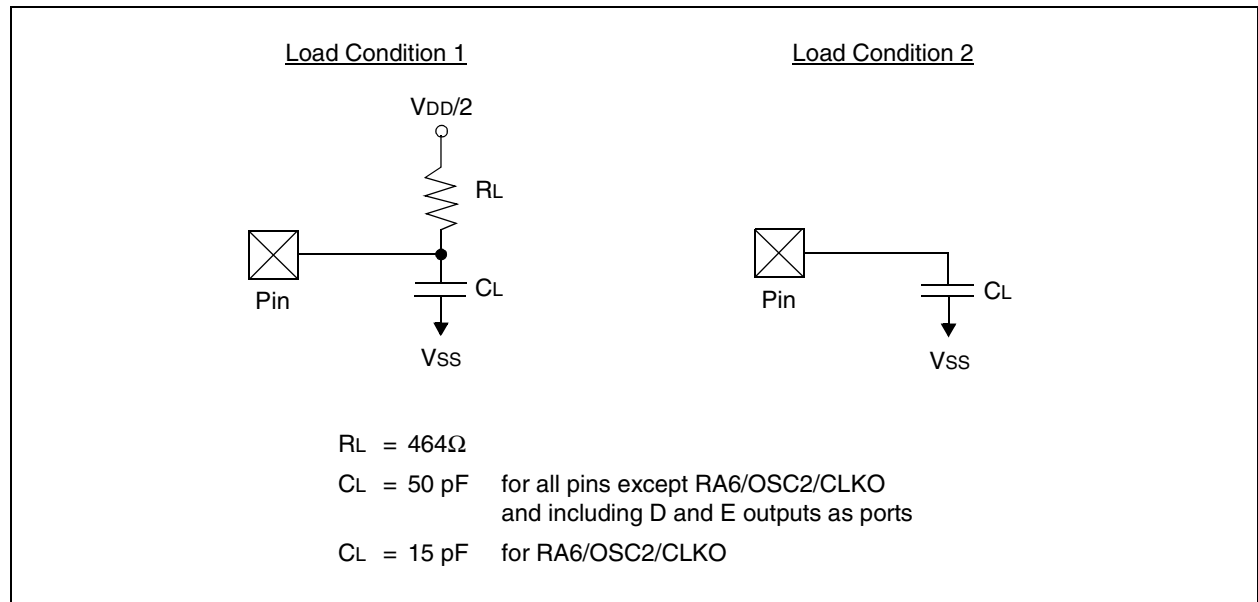 Load Condition 1
Load Condition 2
VDD/2
RL
Pin
CL
VSS
Pin
CL
VSS
RL = 464Ω
CL = 50 pF for all pins except RA6/OSC2/CLKO
and including D and E outputs as ports
CL = 15 pF for RA6/OSC2/CLKO